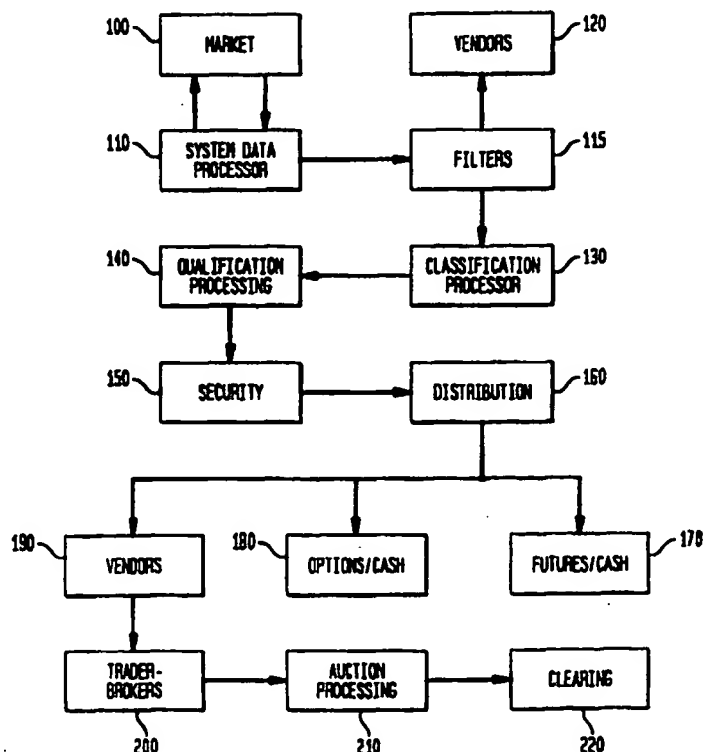 100
MARKET
120
VENDORS
110
SYSTEM DATA
PROCESSOR
115
FILTERS
140
QUALIFICATION
PROCESSING
130
CLASSIFICATION
PROCESSOR
150
SECURITY
160
DISTRIBUTION
190
VENDORS
180
OPTIONS/CASH
170
FUTURES/CASH
TRADER-
BROKERS
200
AUCTION
PROCESSING
210
CLEARING
220